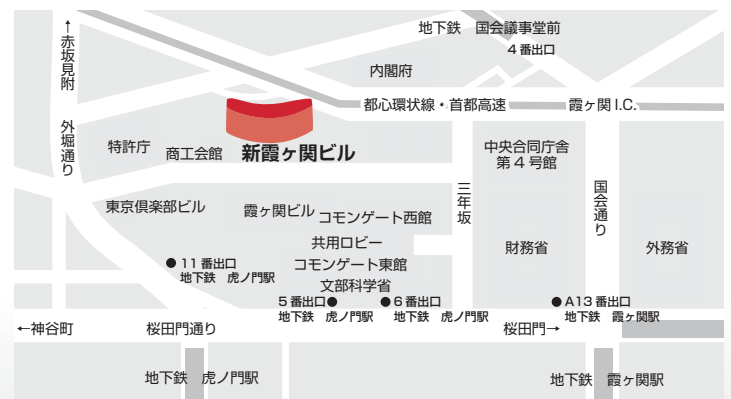 地下鉄　国会議事堂前
4番出口
←赤坂見附
内閣府
都心環状線・首都高速
霞ヶ関I.C.
外堀通り
特許庁
商工会館
新霞ヶ関ビル
中央合同庁舎
第4号館
三年坂
国会通り
東京倶楽部ビル
霞ヶ関ビル
コモンゲート西館
共用ロビー
財務省
外務省
●11番出口
地下鉄　虎ノ門駅
コモンゲート東館
文部科学省
5番出口●
地下鉄　虎ノ門駅
●6番出口
地下鉄　虎ノ門駅
●A13番出口
地下鉄　霞ヶ関駅
←神谷町
桜田門通り
桜田門→
地下鉄　虎ノ門駅
地下鉄　霞ヶ関駅